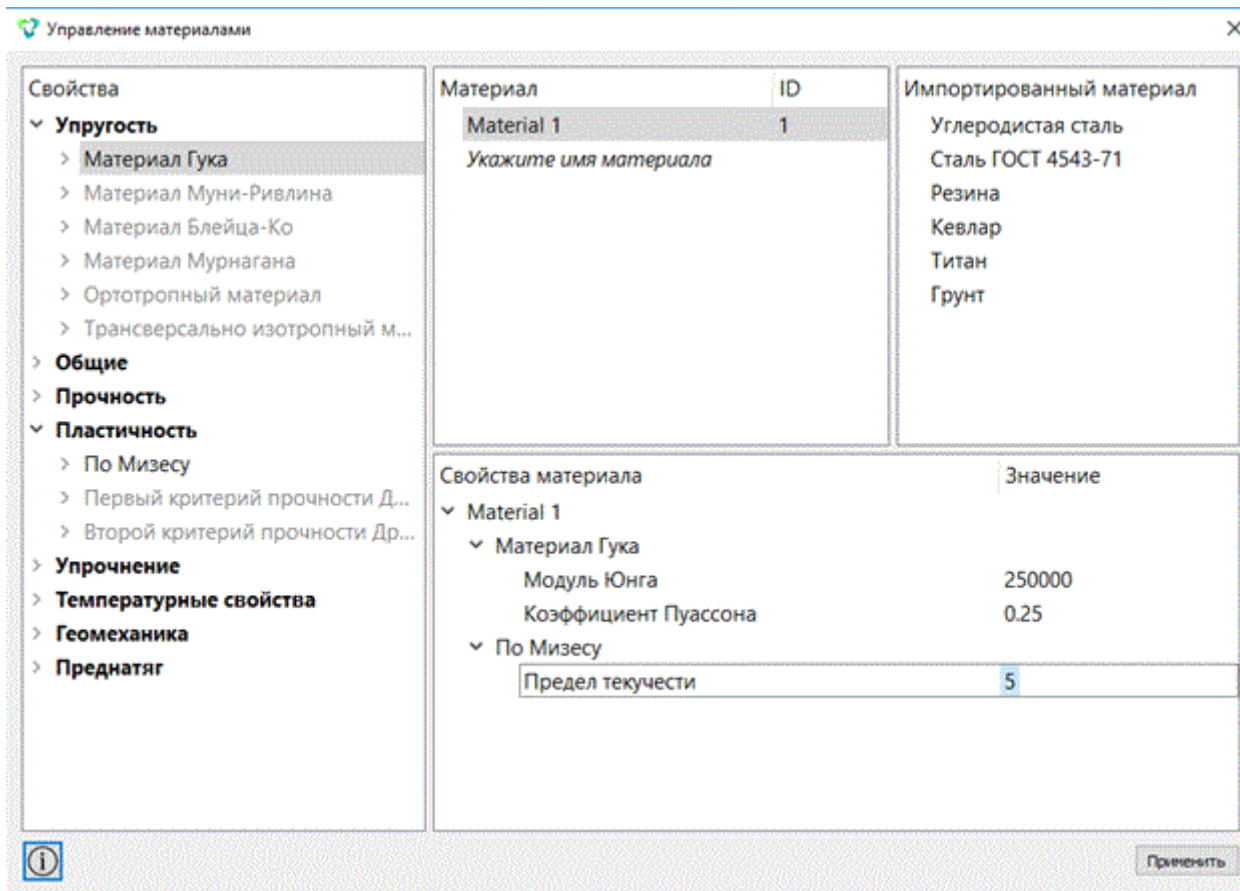 Управление материалами
Свойства
Упругость
Материал Гука
Материал Муни-Ривлина
Материал Блейца-Ко
Материал Мурнагана
Ортотропный материал
Трансверсально изотропный м...
Общие
Прочность
Пластичность
По Мизесу
Первый критерий прочности Д...
Второй критерий прочности Др...
Упрочнение
Температурные свойства
Геомеханика
Преднатяг
Материал ID
Material 1 1
Укажите имя материала
Импортированный материал
Углеродистая сталь
Сталь ГОСТ 4543-71
Резина
Кевлар
Титан
Грунт
Свойства материала Значение
Material 1
Материал Гука
Модуль Юнга 250000
Коэффициент Пуассона 0.25
По Мизесу
Предел текучести 5
Применить